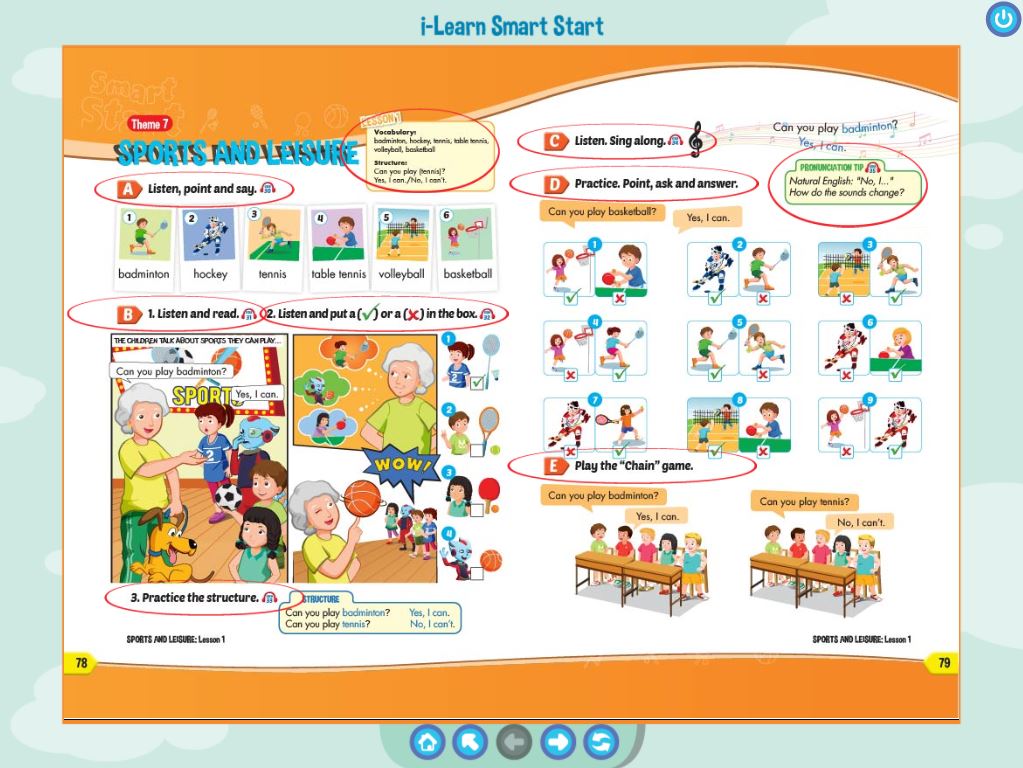 i-Learn Smart Start
Smart
Start
Theme 7
SPORTS AND LEISURE
LESSON 1
Vocabulary:
badminton, hockey, tennis, table tennis,
volleyball, basketball
Structure:
Can you play (tennis)?
Yes, I can./No, I can't.
A Listen, point and say.
1
2
3
4
5
6
badminton
hockey
tennis
table tennis
volleyball
basketball
B 1. Listen and read.
2. Listen and put a (✓) or a (✗) in the box.
THE CHILDREN TALK ABOUT SPORTS THEY CAN PLAY...
Can you play badminton?
Yes, I can.
SPORT
2
WOW!
1
2
2
3
4
3. Practice the structure.
STRUCTURE
Can you play badminton? Yes, I can.
Can you play tennis? No, I can't.
SPORTS AND LEISURE: Lesson 1
78
C Listen. Sing along.
Can you play badminton?
Yes, I can.
PRONUNCIATION TIP
Natural English: "No, I..."
How do the sounds change?
D Practice. Point, ask and answer.
Can you play basketball?
Yes, I can.
1
2
3
4
5
6
7
8
9
E Play the "Chain" game.
Can you play badminton?
Yes, I can.
Can you play tennis?
No, I can't.
SPORTS AND LEISURE: Lesson 1
79